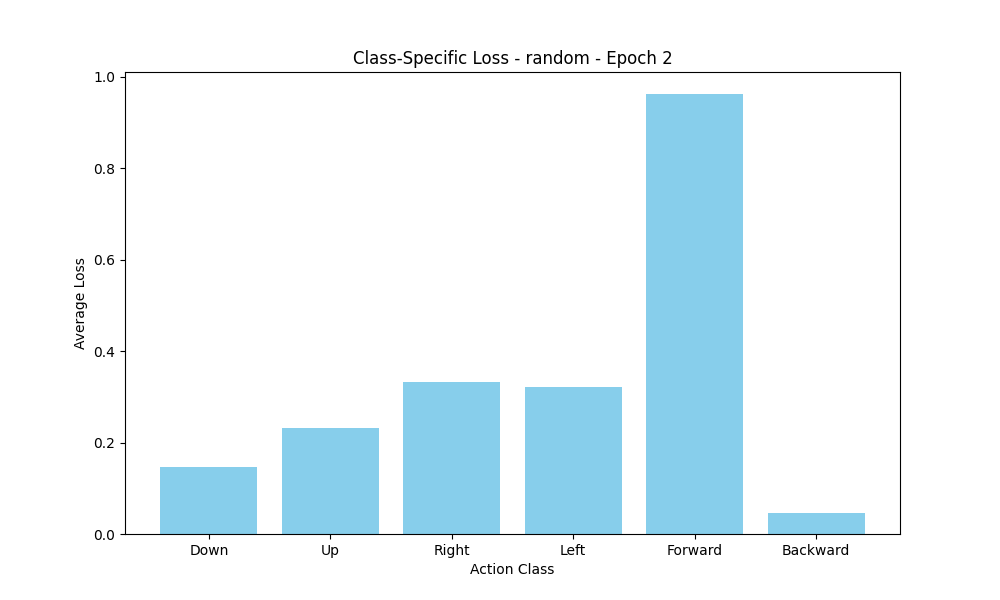 Class-Specific Loss - random - Epoch 2
1.0
0.8
0.6
0.4
0.2
0.0
Average Loss
Down Up Right Left Forward Backward
Action Class